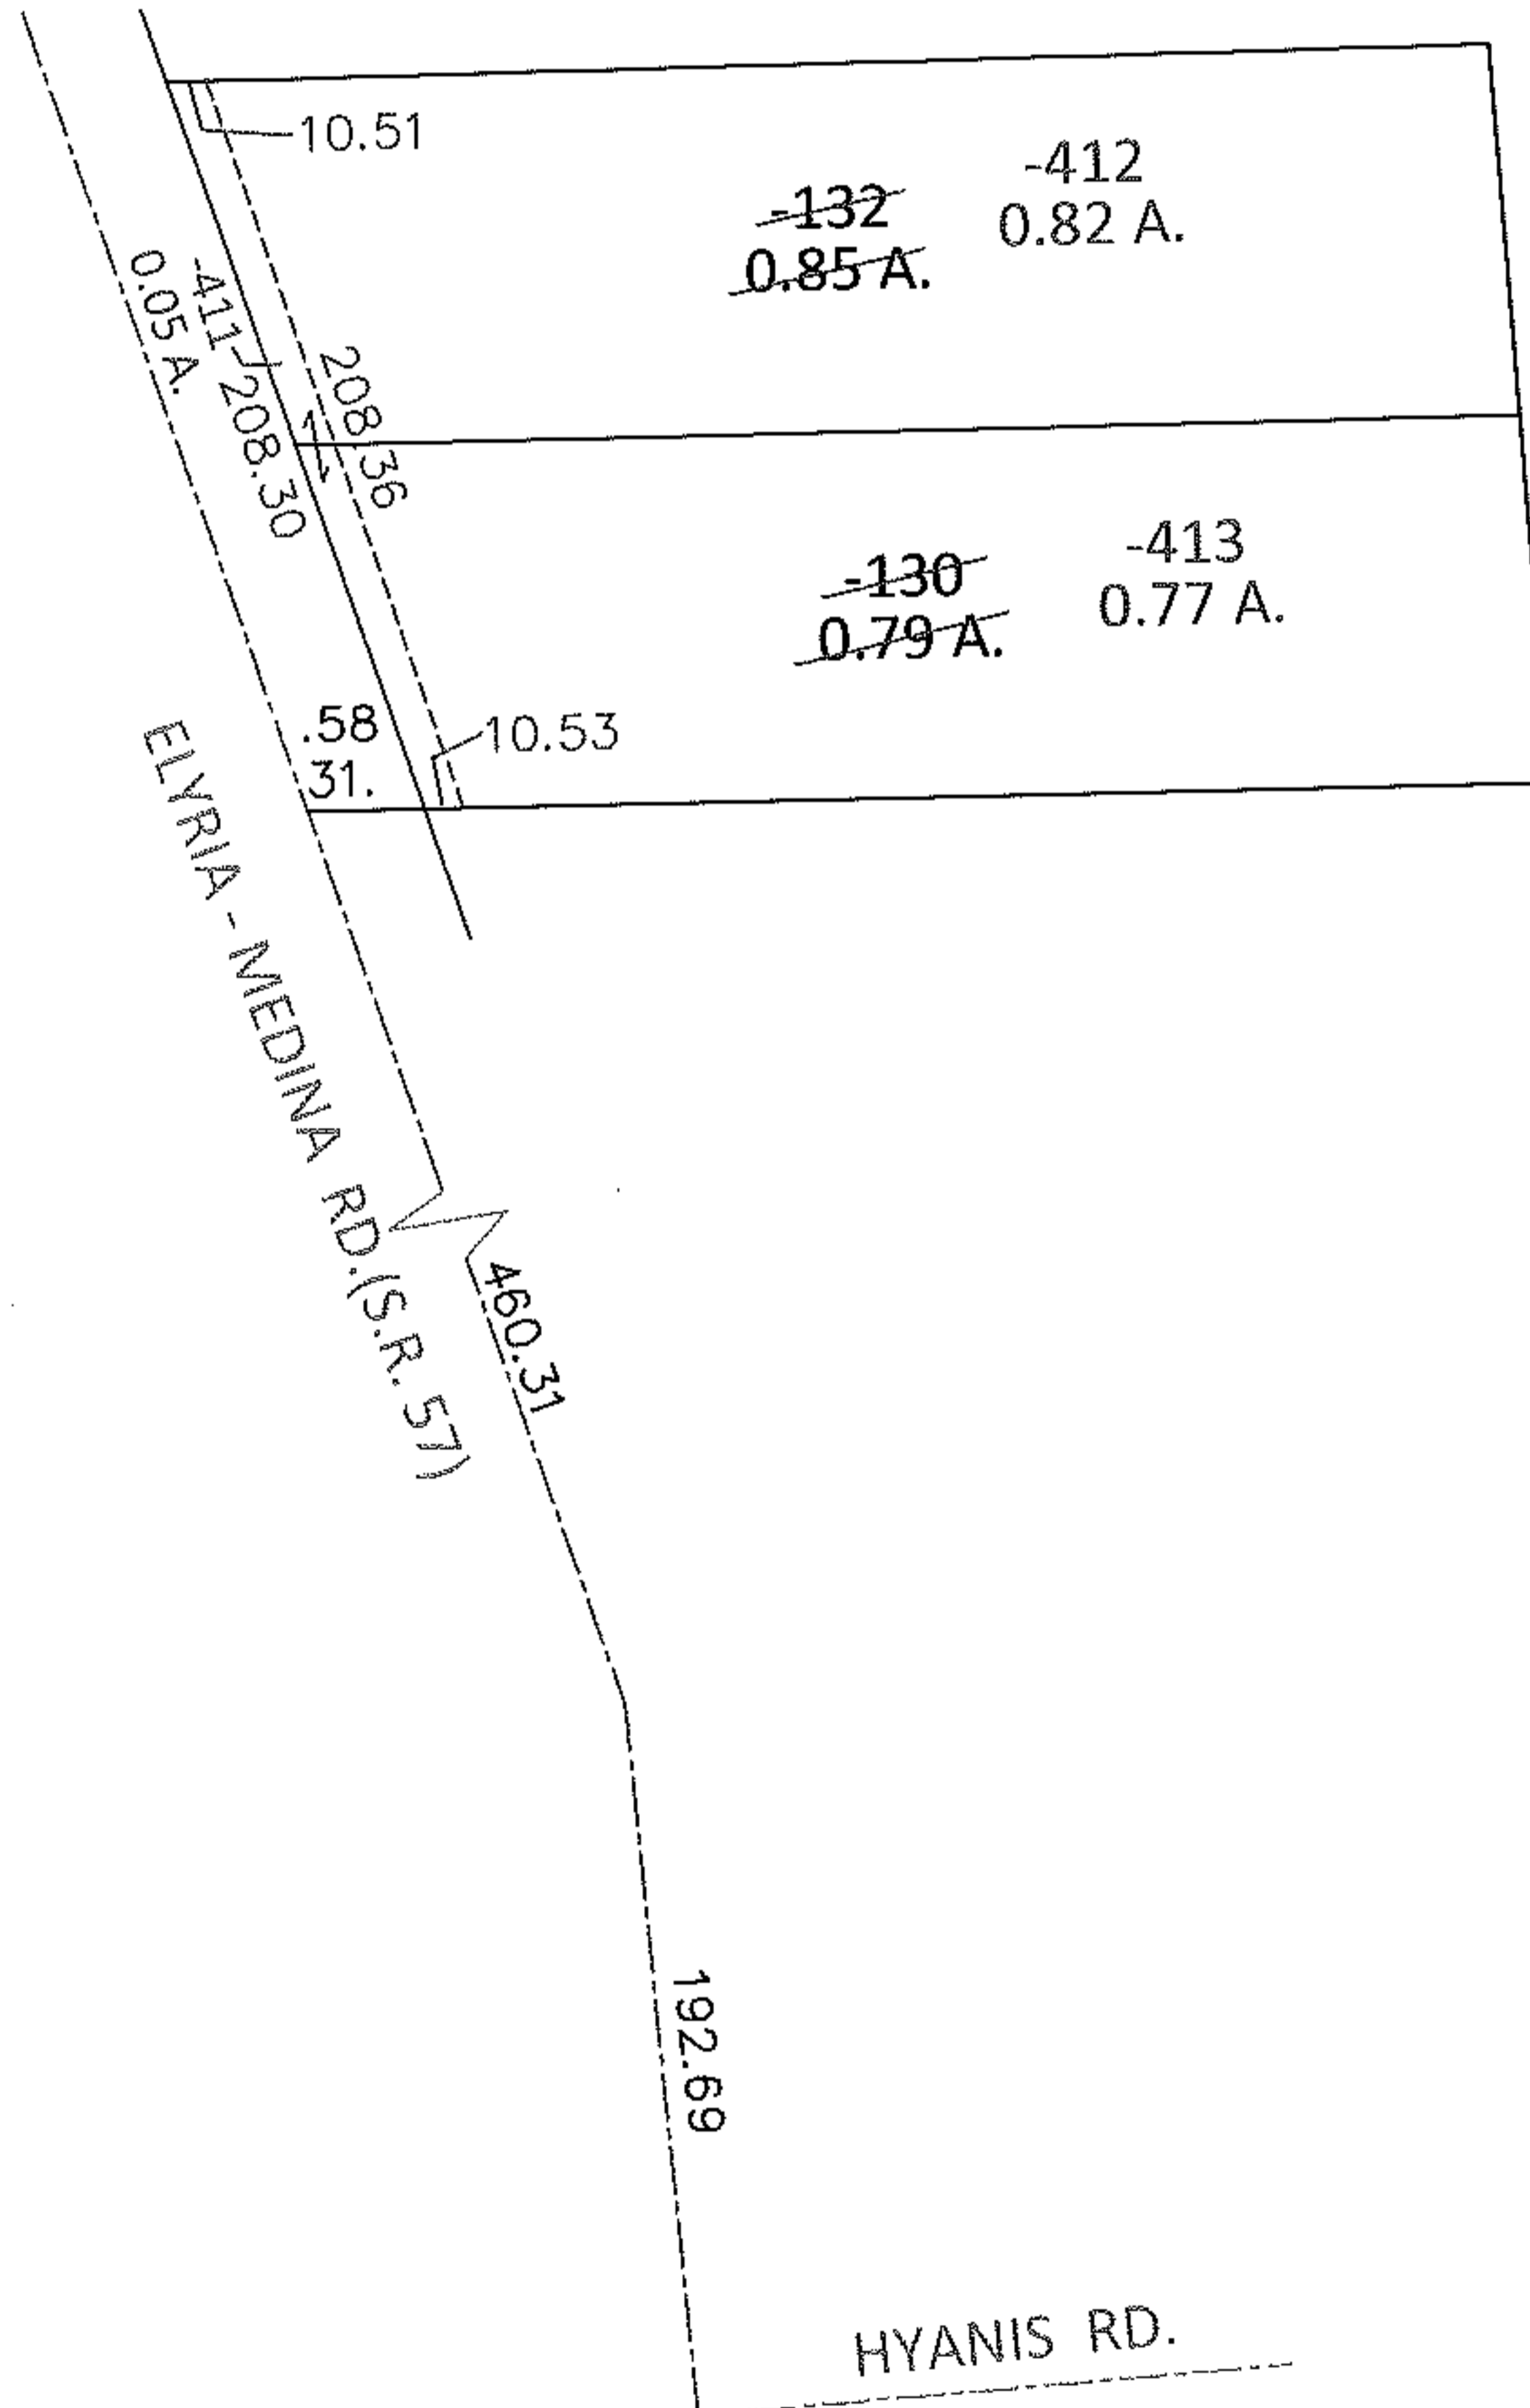 10.51
-412
0.82 A.
-132
0.85 A.
-411
0.05 A.
208.36
208.30
-413
0.77 A.
-130
0.79 A.
.58
31.
10.53
ELYRIA - MEDINA RD.(S.R. 57)
460.31
192.69
HYANIS RD.